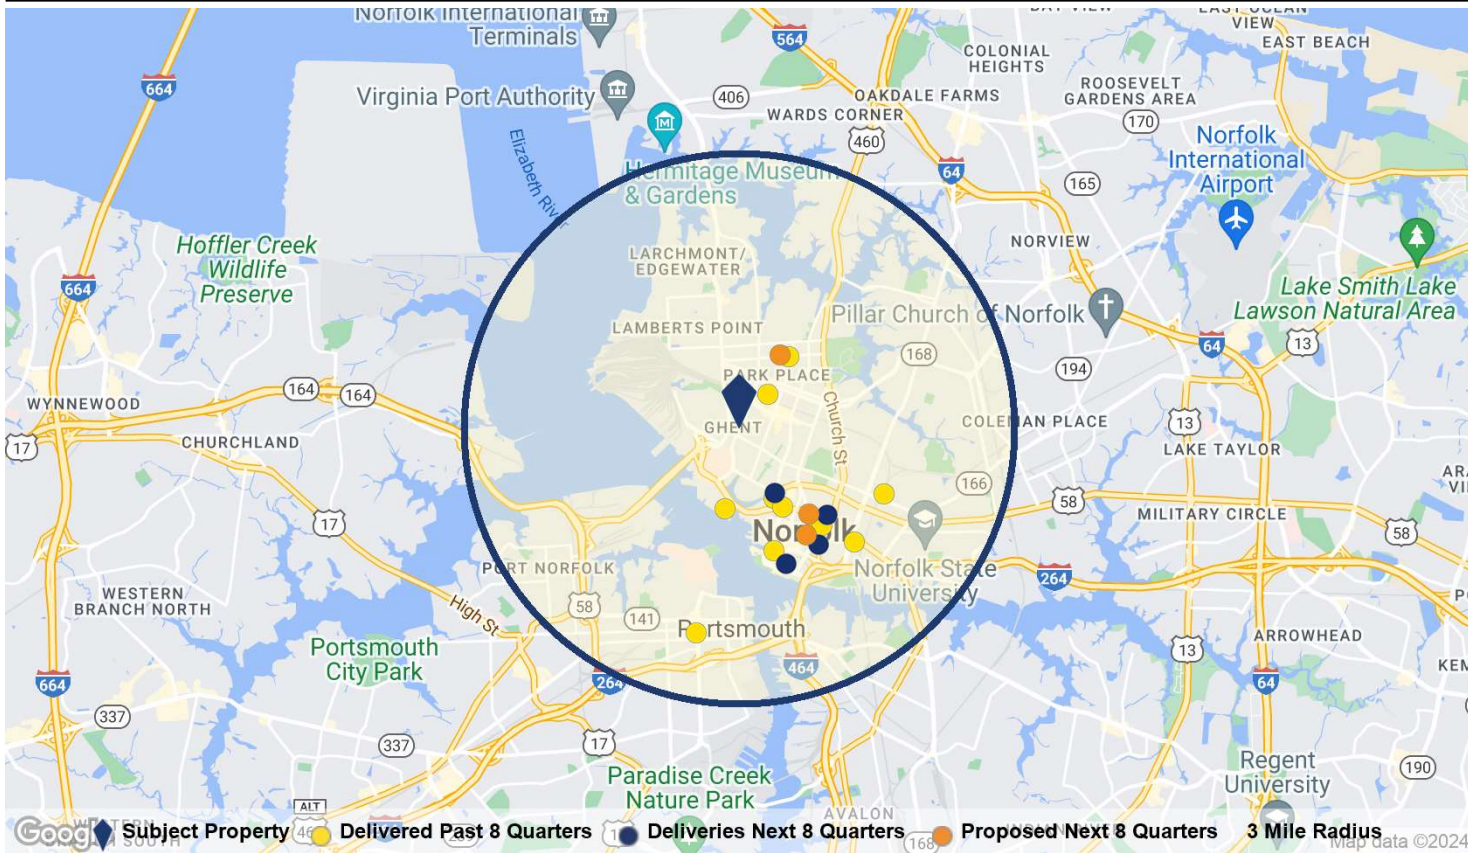 Norfolk International
Terminals
564
EAST OCEAN
VIEW
EAST BEACH
COLONIAL
HEIGHTS
664
Virginia Port Authority
406
OAKDALE FARMS
ROOSEVELT
GARDENS AREA
WARDS CORNER
170
460
Norfolk
International
Airport
Elizabeth River
Hermitage Museum
& Gardens
64
165
Hoffler Creek
Wildlife
Preserve
LARCHMONT/
EDGEWATER
NORVIEW
664
Lake Smith Lake
Lawson Natural Area
LAMBERTS POINT
Pillar Church of Norfolk
64
13
168
194
PARK PLACE
164
164
WYNNEWOOD
Church St
GHENT
COLEMAN PLACE
13
17
CHURCHLAND
LAKE TAYLOR
166
58
17
MILITARY CIRCLE
58
Norfolk
PORT NORFOLK
Norfolk State
University
264
WESTERN
BRANCH NORTH
High St
58
141
Portsmouth
ARROWHEAD
Portsmouth
City Park
13
464
664
264
64
337
337
17
Regent
University
190
Paradise Creek
Nature Park
ALT
AVALON
Subject Property
Delivered Past 8 Quarters
Deliveries Next 8 Quarters
Proposed Next 8 Quarters
3 Mile Radius
168
Map data ©2024